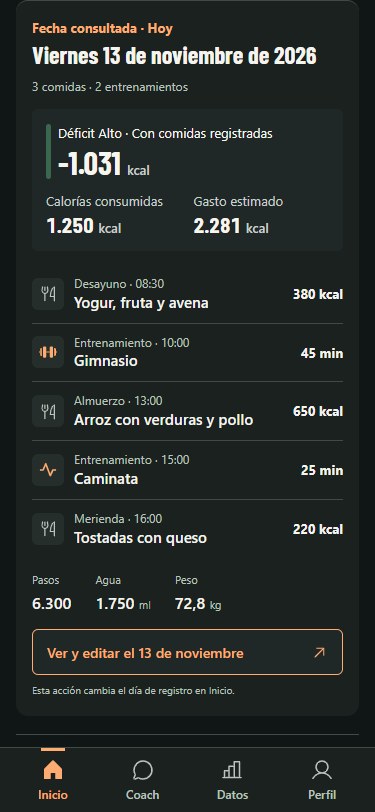 Fecha consultada · Hoy
Viernes 13 de noviembre de 2026
3 comidas · 2 entrenamientos
Déficit Alto · Con comidas registradas
-1.031 kcal
Calorías consumidas Gasto estimado
1.250 kcal 2.281 kcal
Desayuno · 08:30
Yogur, fruta y avena 380 kcal
Entrenamiento · 10:00
Gimnasio 45 min
Almuerzo · 13:00
Arroz con verduras y pollo 650 kcal
Entrenamiento · 15:00
Caminata 25 min
Merienda · 16:00
Tostadas con queso 220 kcal
Pasos Agua Peso
6.300 1.750 ml 72,8 kg
Ver y editar el 13 de noviembre
Esta acción cambia el día de registro en Inicio.
Inicio Coach Datos Perfil